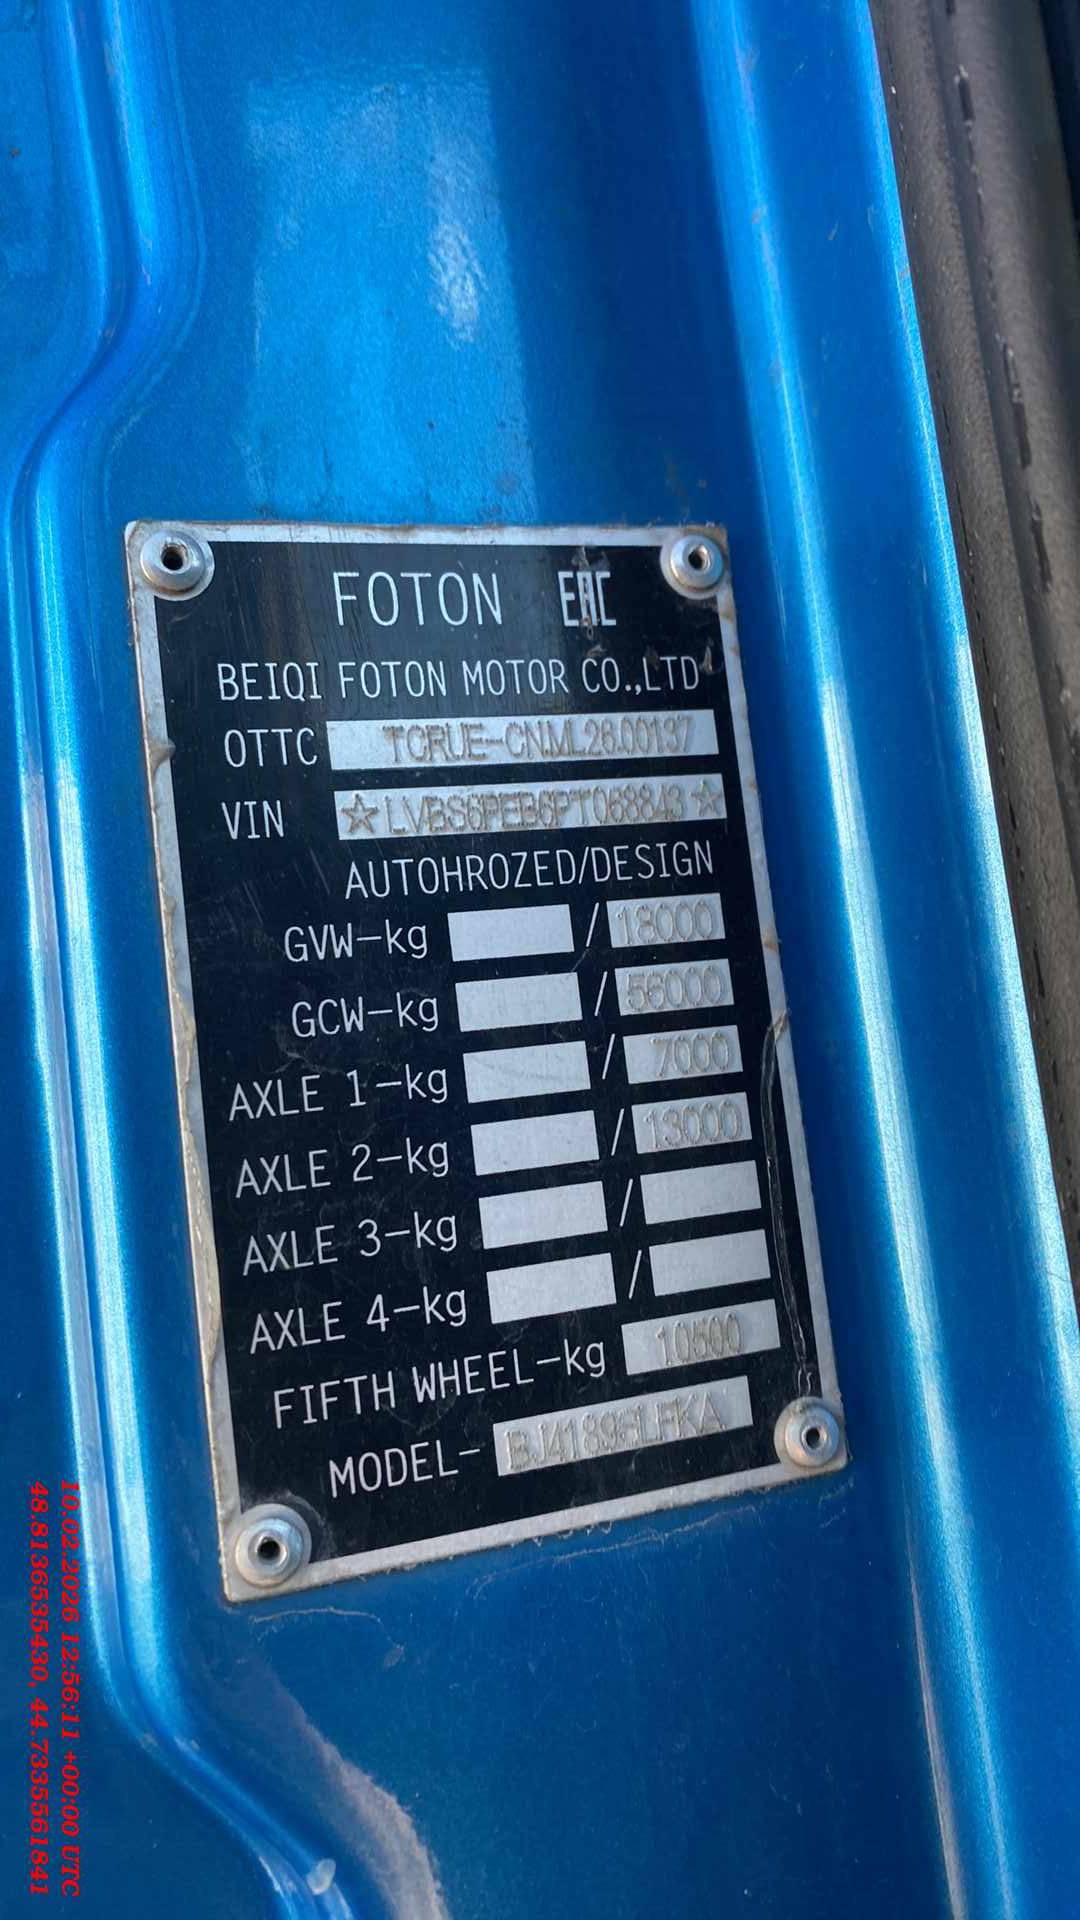 FOTON EAC
BEIQI FOTON MOTOR CO.,LTD
OTTC TCRUE-CN.ML26.00137
VIN ☆LVBS6PEB6PT068843☆
AUTOHROZED/DESIGN
GVW-kg / 18000
GCW-kg / 56000
AXLE 1-kg / 7000
AXLE 2-kg / 13000
AXLE 3-kg /
AXLE 4-kg /
FIFTH WHEEL-kg 10500
MODEL-
10.02.2026 12:56:11 +00:00 UTC
48.8136535430, 44.7335561841